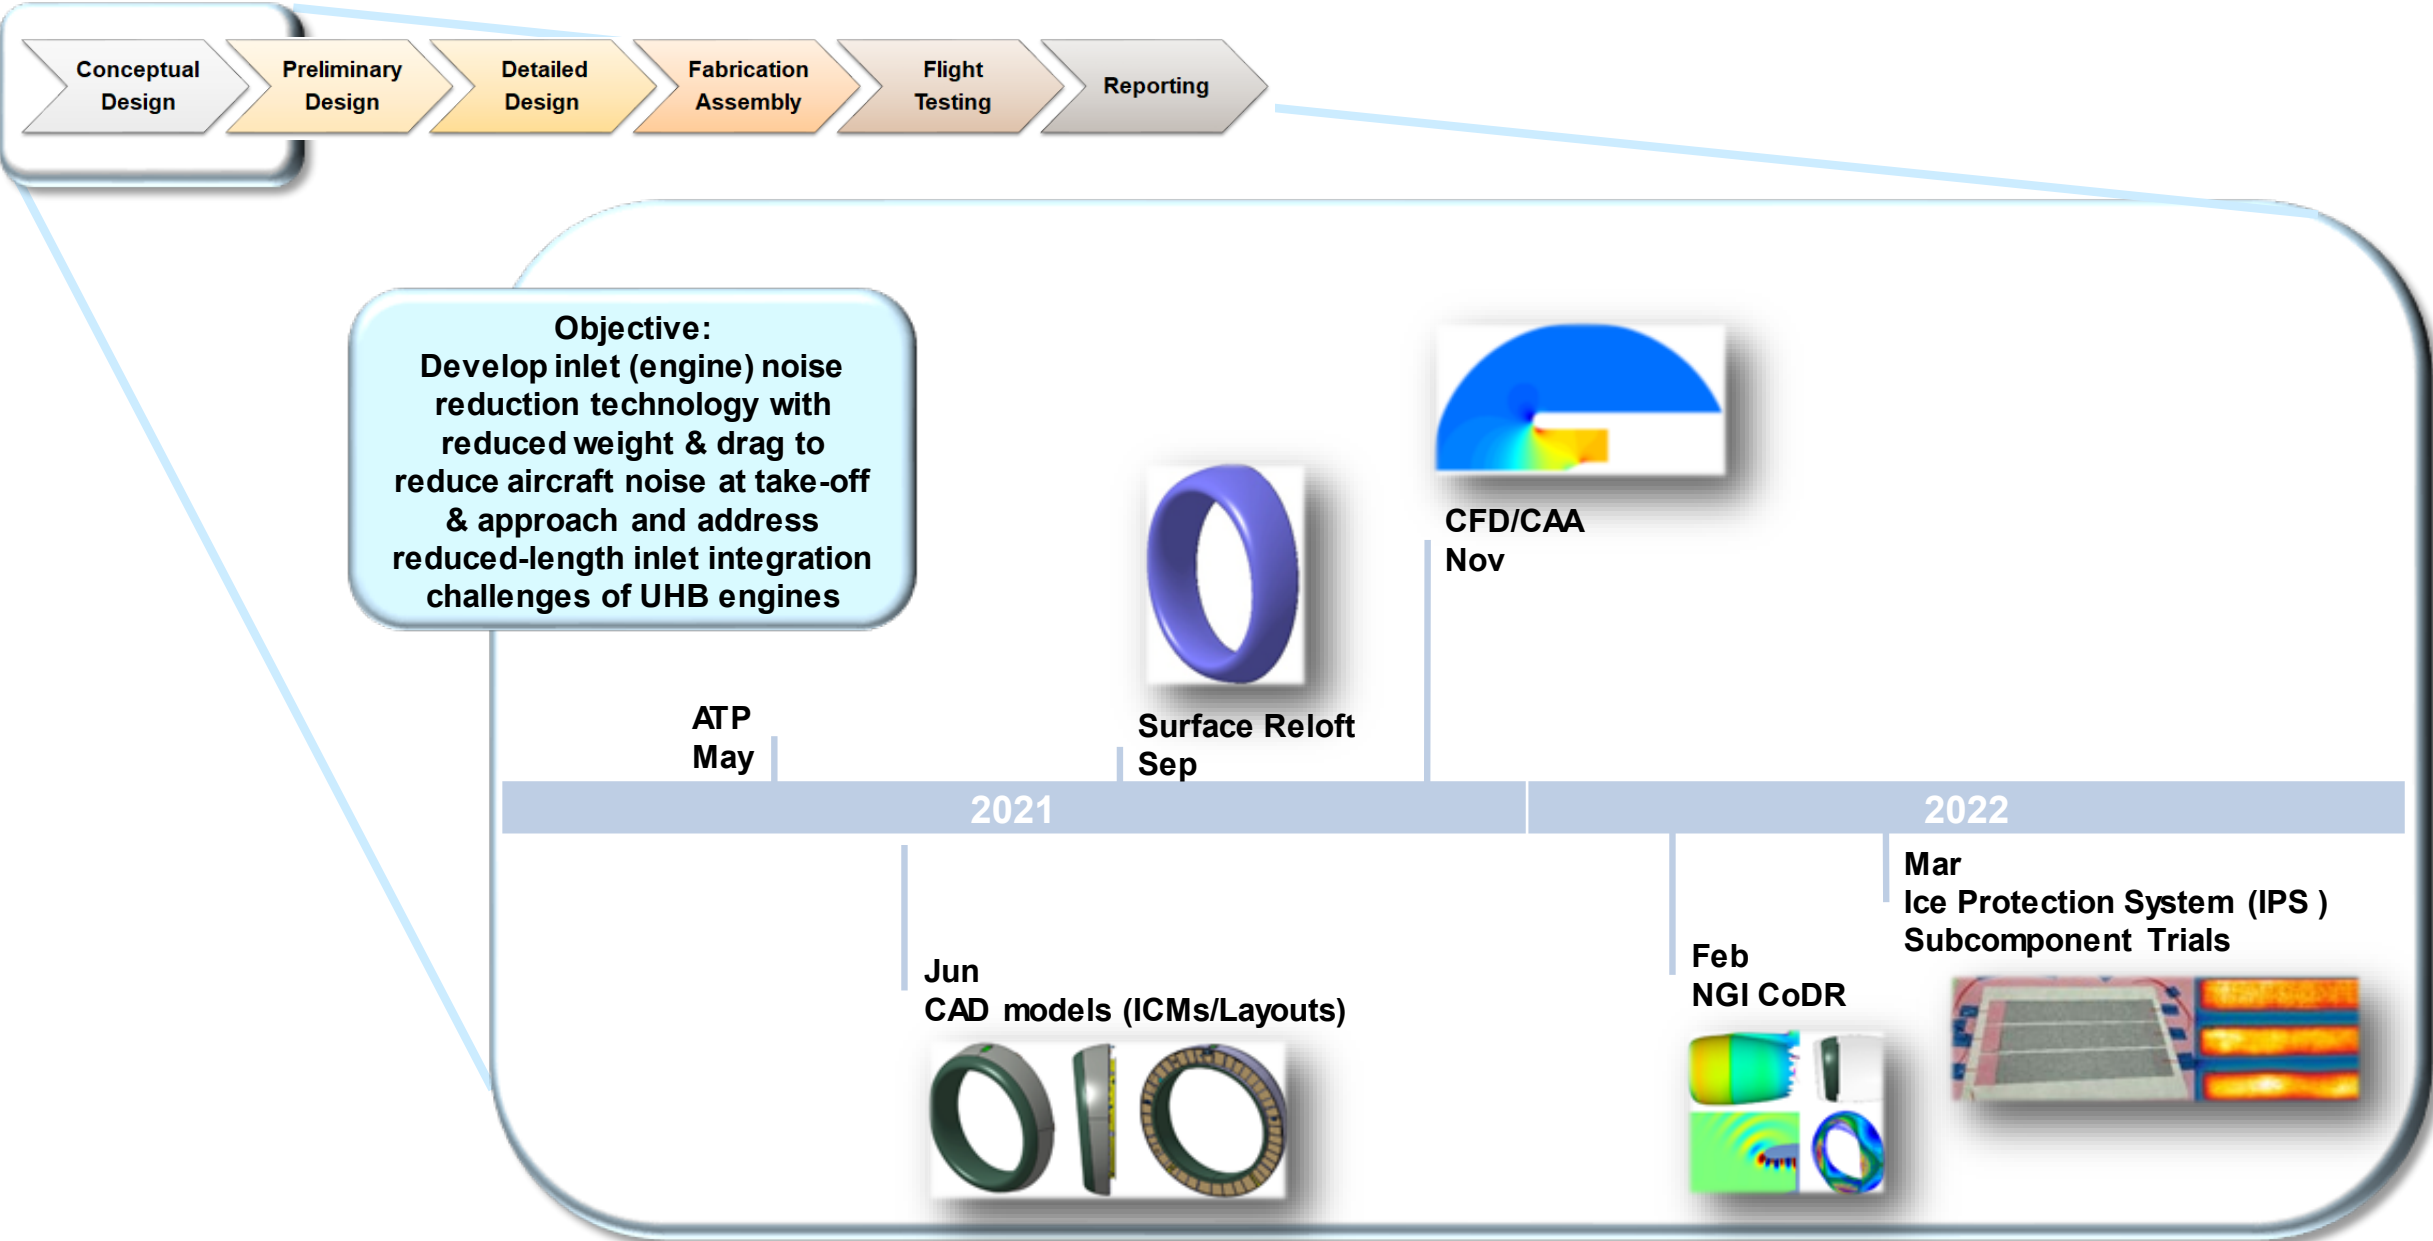 Conceptual
Design
Preliminary
Design
Detailed
Design
Fabrication
Assembly
Flight
Testing
Reporting
Objective:
Develop inlet (engine) noise
reduction technology with
reduced weight & drag to
reduce aircraft noise at take-off
& approach and address
reduced-length inlet integration
challenges of UHB engines
CFD/CAA
Nov
ATP
May
Surface Reloft
Sep
2021
2022
Jun
CAD models (ICMs/Layouts)
Feb
NGI CoDR
Mar
Ice Protection System (IPS )
Subcomponent Trials